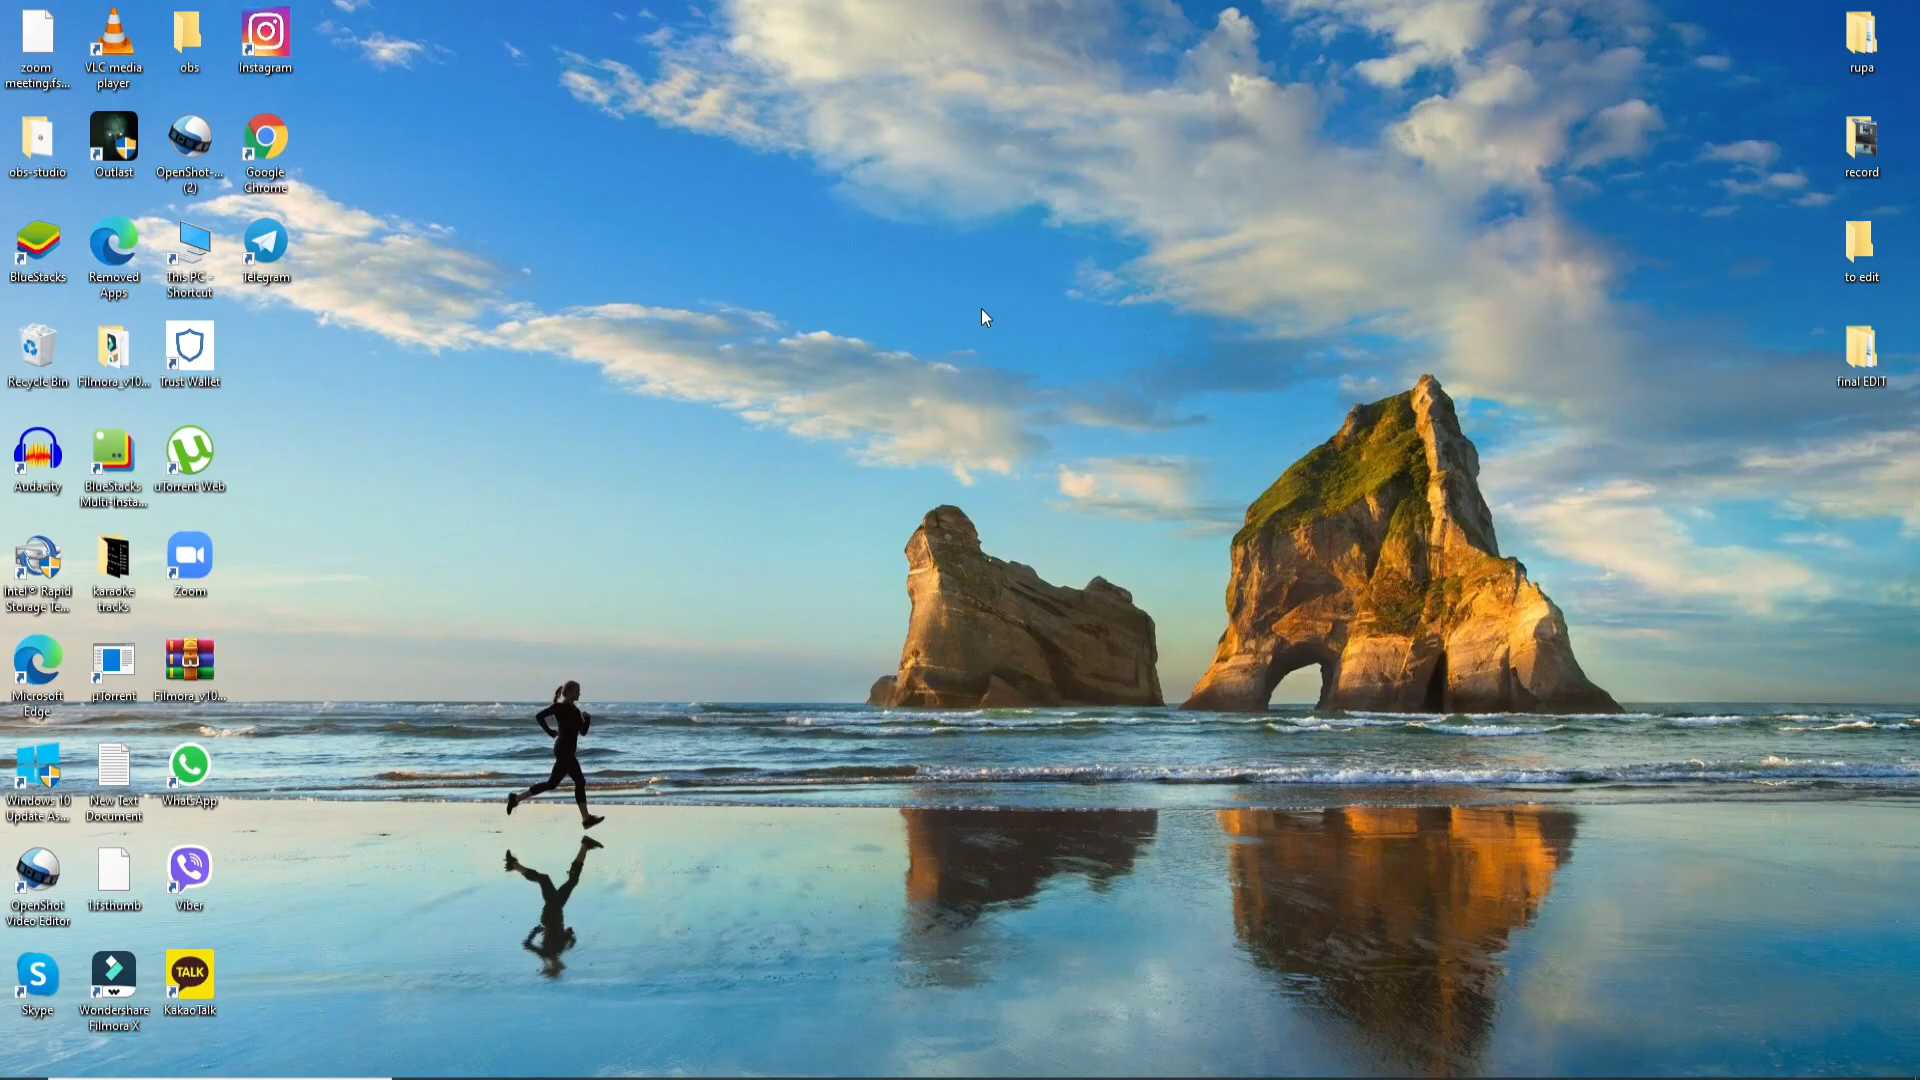 zoom
meeting.fs...
VLC media
player
obs
Instagram
obs-studio
Outlast
OpenShot-...
(2)
Google
Chrome
BlueStacks
Removed
Apps
This PC -
Shortcut
Telegram
Recycle Bin
Filmora_v10...
Trust Wallet
Audacity
BlueStacks
Multi-Insta...
uTorrent Web
Intel® Rapid
Storage Te...
karaoke
tracks
Zoom
Microsoft
Edge
µTorrent
Filmora_v10...
Windows 10
Update As...
New Text
Document
WhatsApp
OpenShot
Video Editor
1.fsthumb
Viber
Skype
Wondershare
Filmora X
TALK
KakaoTalk
rupa
record
to edit
final EDIT